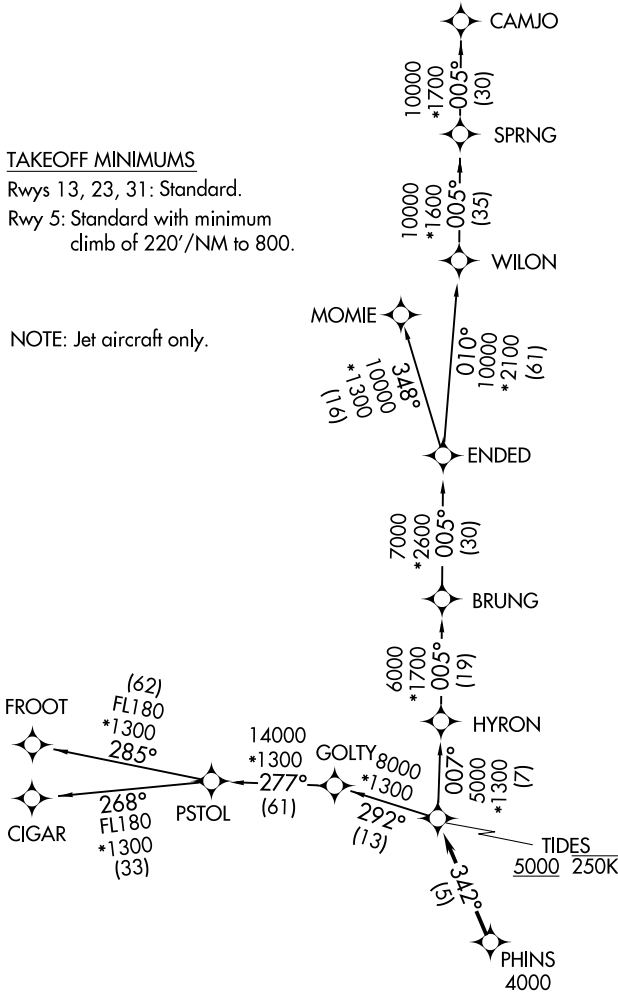 CAMJO
10000
*1700
005°
(30)
SPRNG
TAKEOFF MINIMUMS
Rwys 13, 23, 31: Standard.
Rwy 5: Standard with minimum
climb of 220'/NM to 800.
10000
*1600
005°
(35)
WILON
NOTE: Jet aircraft only.
MOMIE
348°
10000
*1300
(16)
010°
10000
*2100
(61)
ENDED
7000
*2600
005°
(30)
BRUNG
6000
*1700
005°
(19)
HYRON
(62)
FL180
*1300
285°
FROOT
CIGAR
268°
FL180
*1300
(33)
PSTOL
14000
*1300
277°
(61)
GOLTY
8000
*1300
292°
(13)
007°
5000
*1300
(7)
TIDES
5000 250K
342°
(5)
PHINS
4000